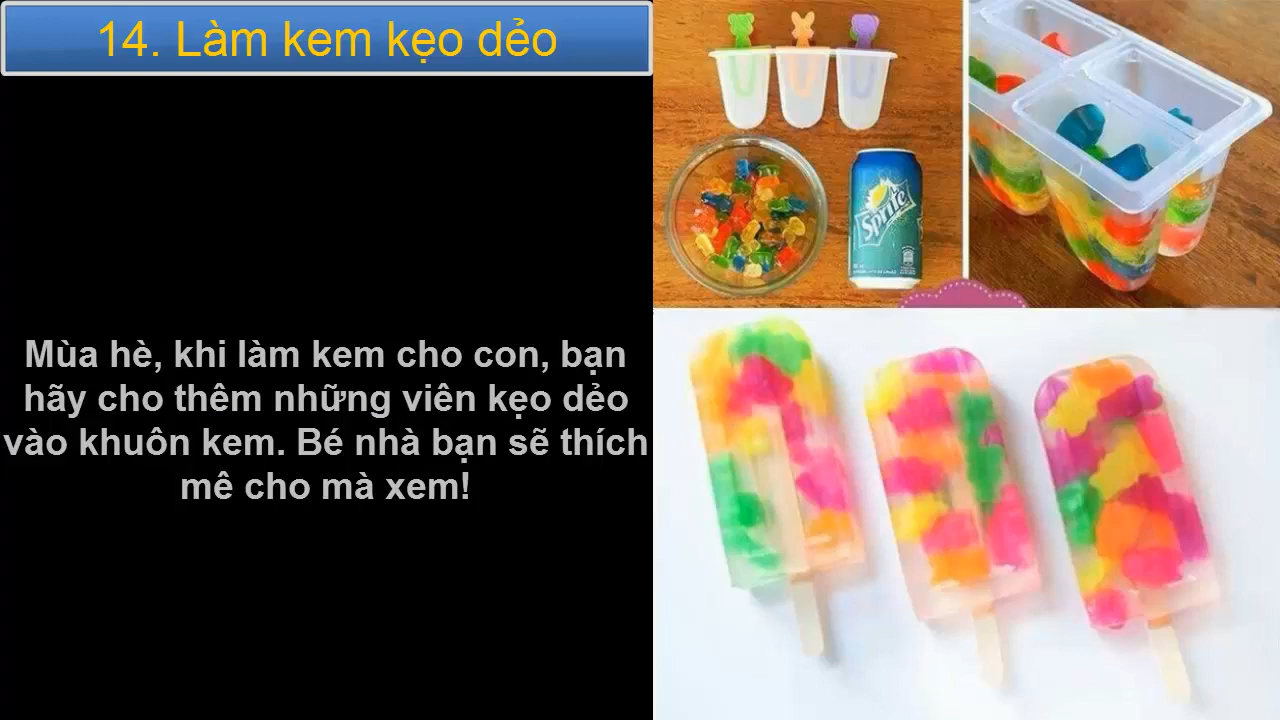 14. Làm kem kẹo dẻo
Mùa hè, khi làm kem cho con, bạn
hãy cho thêm những viên kẹo dẻo
vào khuôn kem. Bé nhà bạn sẽ thích
mê cho mà xem!
Sprite